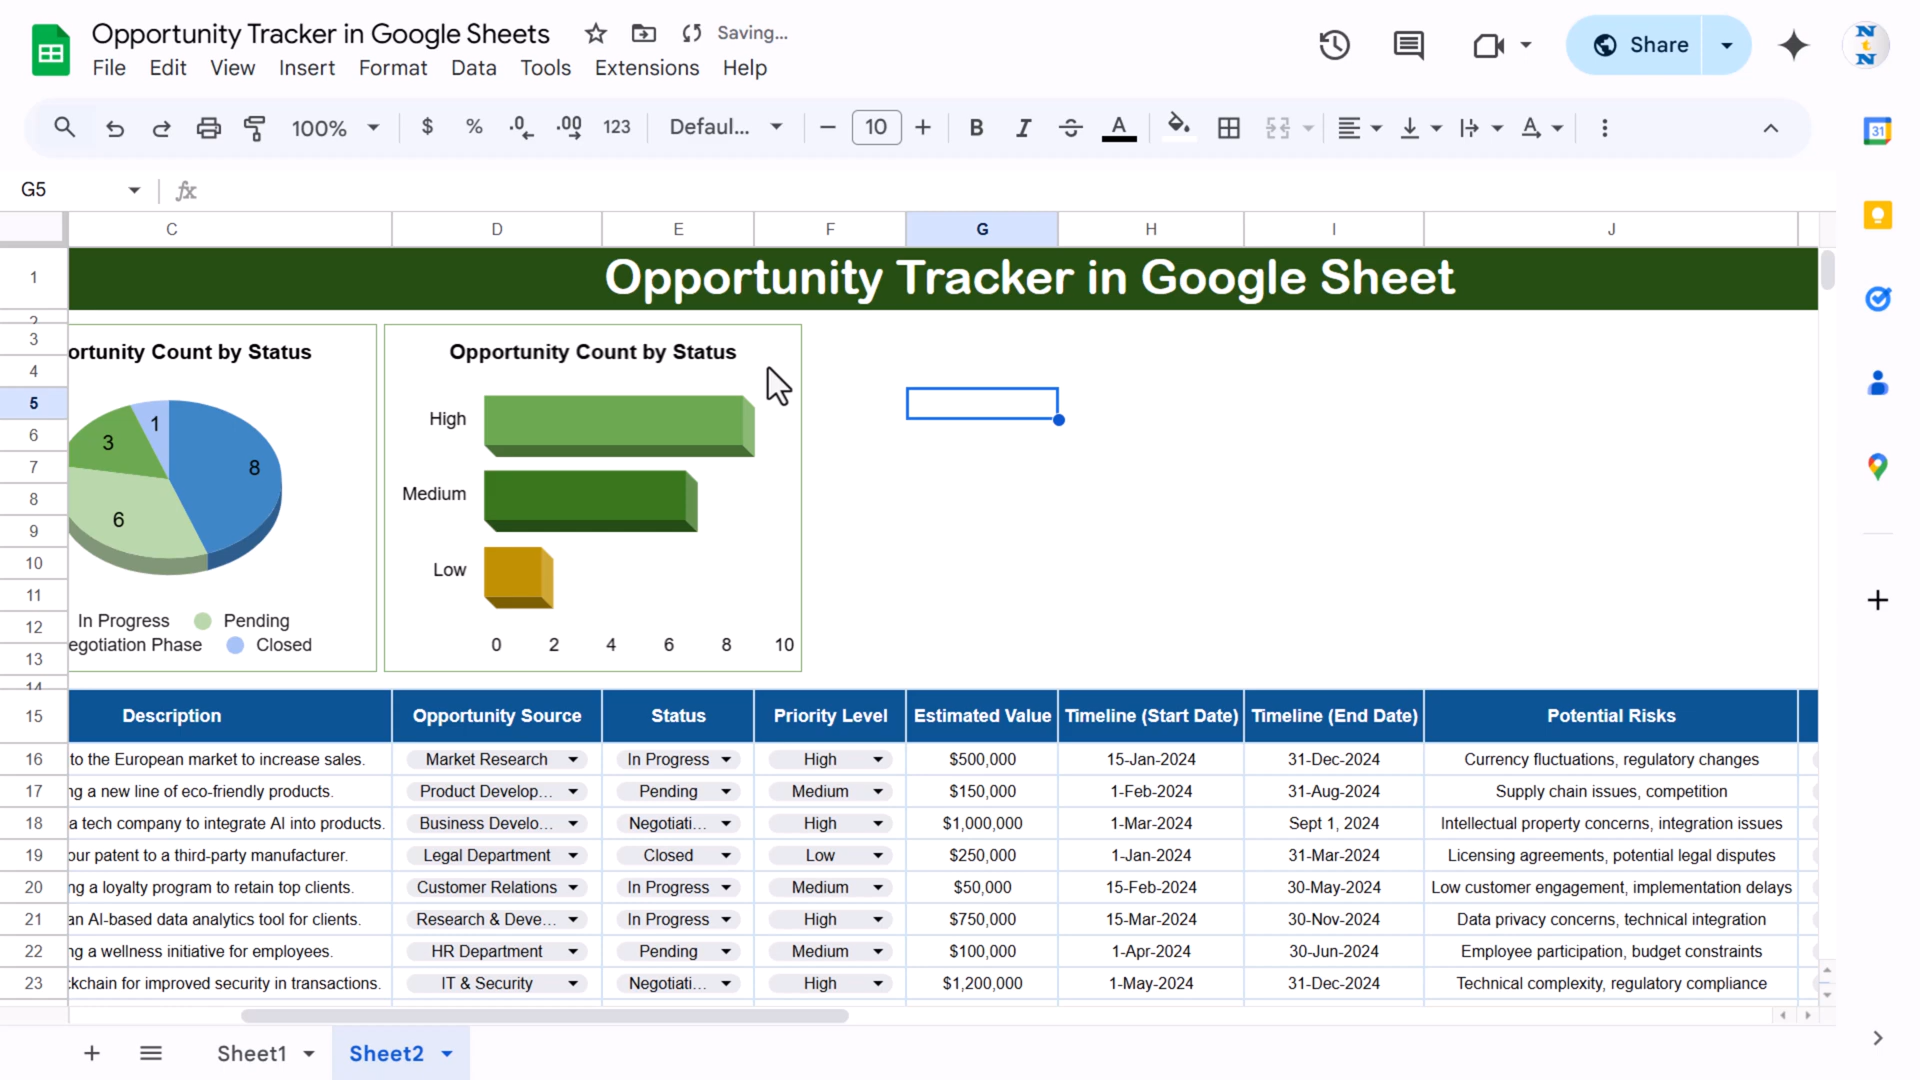 Opportunity Tracker in Google Sheets Saving...
File Edit View Insert Format Data Tools Extensions Help
Share
N
t
N
100% $ % .0 .00 123 Defaul... 10 B I S A A
31
G5 fx
C D E F G H I J
1 Opportunity Tracker in Google Sheet
2
3
4
5
6
7
8
9
10
11
12
13
14
ortunity Count by Status
1
3
8
6
In Progress Pending
egotiation Phase Closed
Opportunity Count by Status
High
Medium
Low
0 2 4 6 8 10
15 Description Opportunity Source Status Priority Level Estimated Value Timeline (Start Date) Timeline (End Date) Potential Risks
16 to the European market to increase sales. Market Research In Progress High $500,000 15-Jan-2024 31-Dec-2024 Currency fluctuations, regulatory changes
17 ng a new line of eco-friendly products. Product Develop... Pending Medium $150,000 1-Feb-2024 31-Aug-2024 Supply chain issues, competition
18 a tech company to integrate AI into products. Business Develo... Negotiati... High $1,000,000 1-Mar-2024 Sept 1, 2024 Intellectual property concerns, integration issues
19 our patent to a third-party manufacturer. Legal Department Closed Low $250,000 1-Jan-2024 31-Mar-2024 Licensing agreements, potential legal disputes
20 ng a loyalty program to retain top clients. Customer Relations In Progress Medium $50,000 15-Feb-2024 30-May-2024 Low customer engagement, implementation delays
21 an AI-based data analytics tool for clients. Research & Deve... In Progress High $750,000 15-Mar-2024 30-Nov-2024 Data privacy concerns, technical integration
22 ng a wellness initiative for employees. HR Department Pending Medium $100,000 1-Apr-2024 30-Jun-2024 Employee participation, budget constraints
23 kchain for improved security in transactions. IT & Security Negotiati... High $1,200,000 1-May-2024 31-Dec-2024 Technical complexity, regulatory compliance
Sheet1 Sheet2